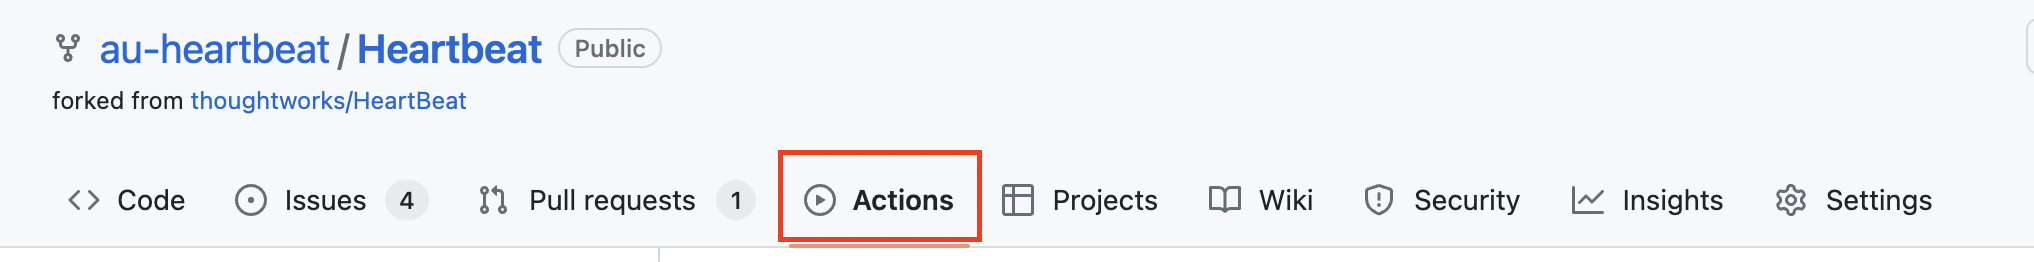 au-heartbeat / Heartbeat Public
forked from thoughtworks/HeartBeat
Code Issues 4 Pull requests 1 Actions Projects Wiki Security Insights Settings